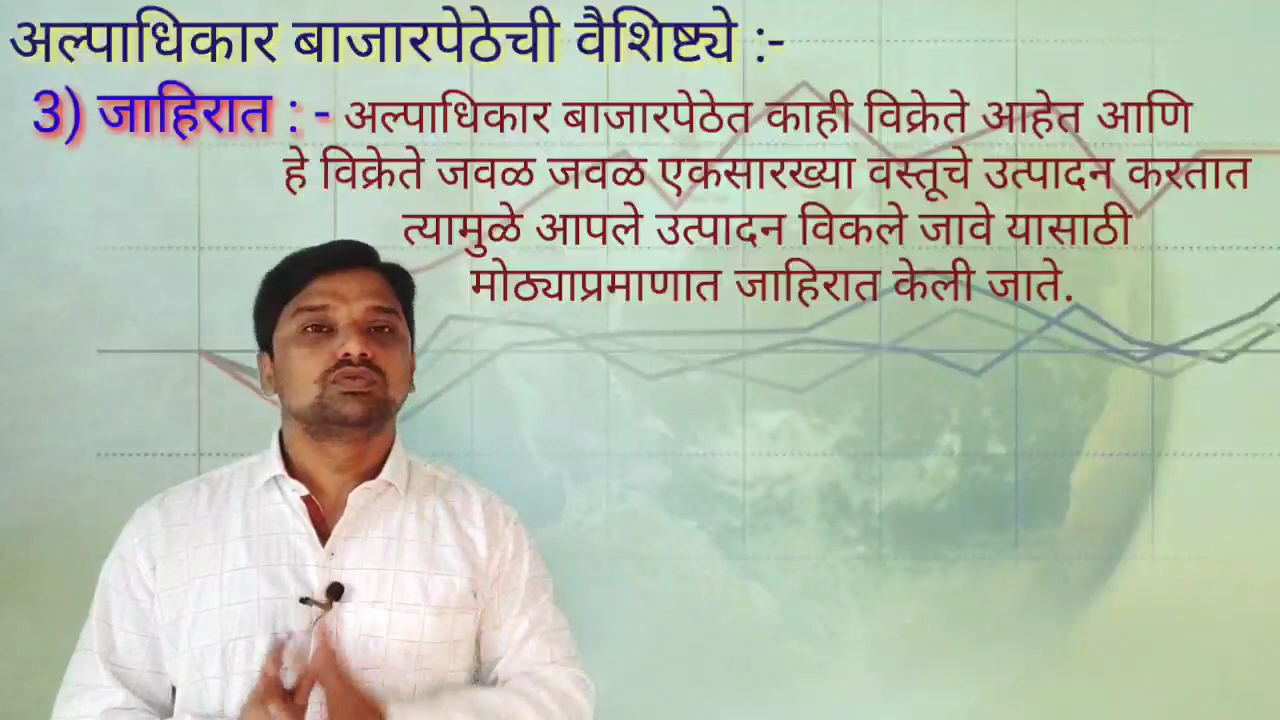 अल्पाधिकार बाजारपेठेची वैशिष्ट्ये :-
3) जाहिरात : - अल्पाधिकार बाजारपेठेत काही विक्रेते आहेत आणि
हे विक्रेते जवळ जवळ एकसारख्या वस्तूचे उत्पादन करतात
त्यामुळे आपले उत्पादन विकले जावे यासाठी
मोठ्याप्रमाणात जाहिरात केली जाते.